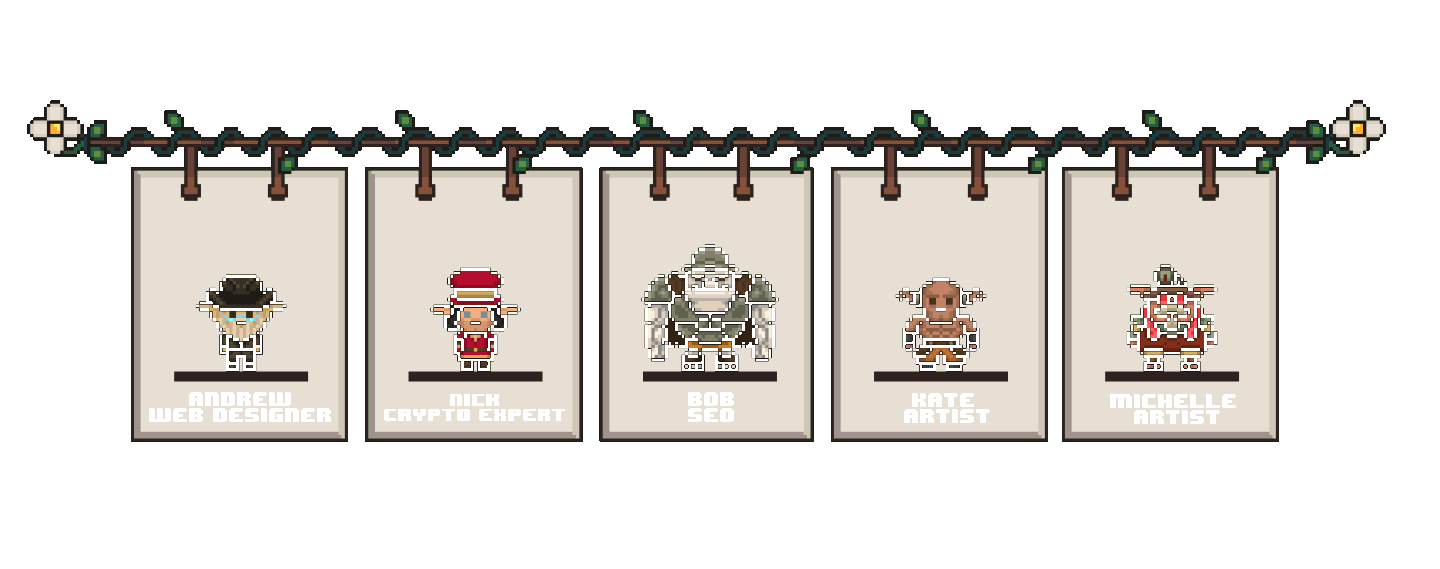 ANDREW
WEB DESIGNER
NICK
CRYPTO EXPERT
BOB
SEO
KATE
ARTIST
MICHELLE
ARTIST